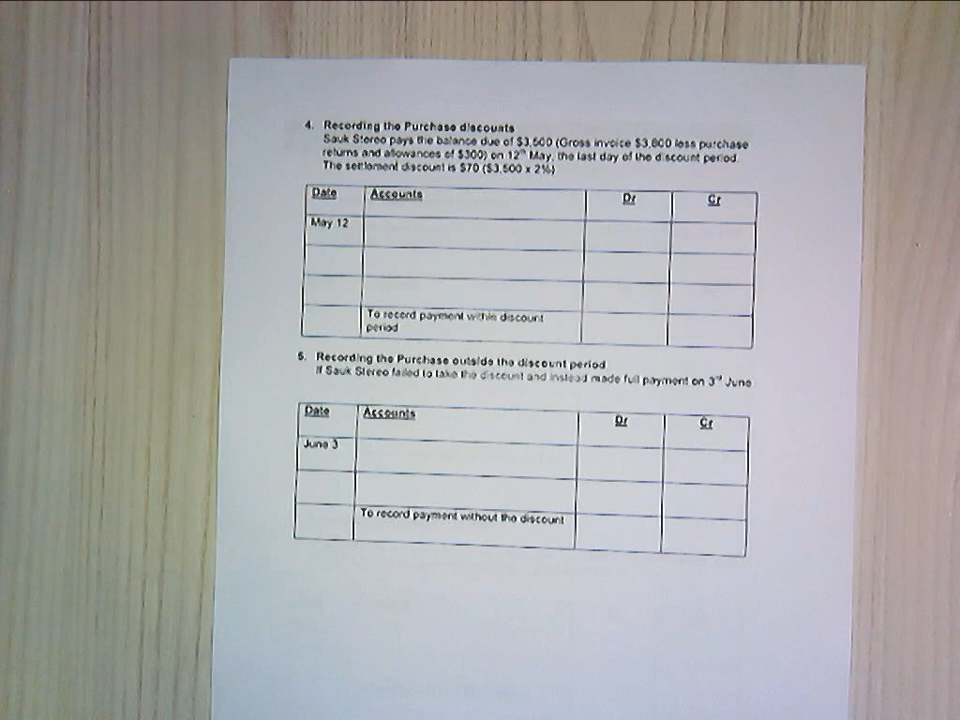 4. Recording the Purchase discounts
Sauk Stereo pays the balance due of $3,500 (Gross invoice $3,800 less purchase
returns and allowances of $300) on 12th May, the last day of the discount period.
The settlement discount is $70 ($3,500 x 2%)
Date Accounts Dr Cr
May 12
To record payment within discount
period
5. Recording the Purchase outside the discount period
If Sauk Stereo failed to take the discount and instead made full payment on 3rd June
Date Accounts Dr Cr
June 3
To record payment without the discount